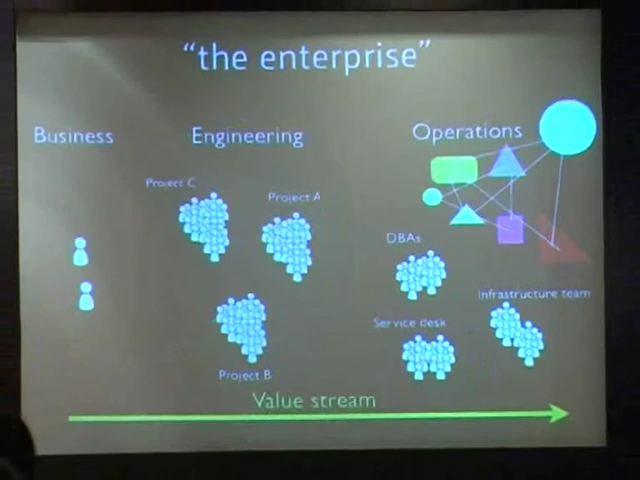 “the enterprise”
Business
Engineering
Operations
Project C
Project A
DBAs
Infrastructure team
Service desk
Project B
Value stream